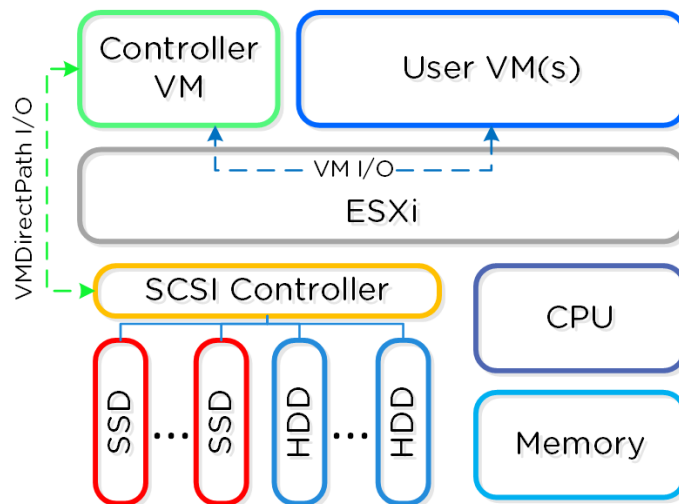 Controller
VM
User VM(s)
VMDirectPath I/O
VM I/O
ESXi
SCSI Controller
CPU
SSD
...
SSD
HDD
...
HDD
Memory